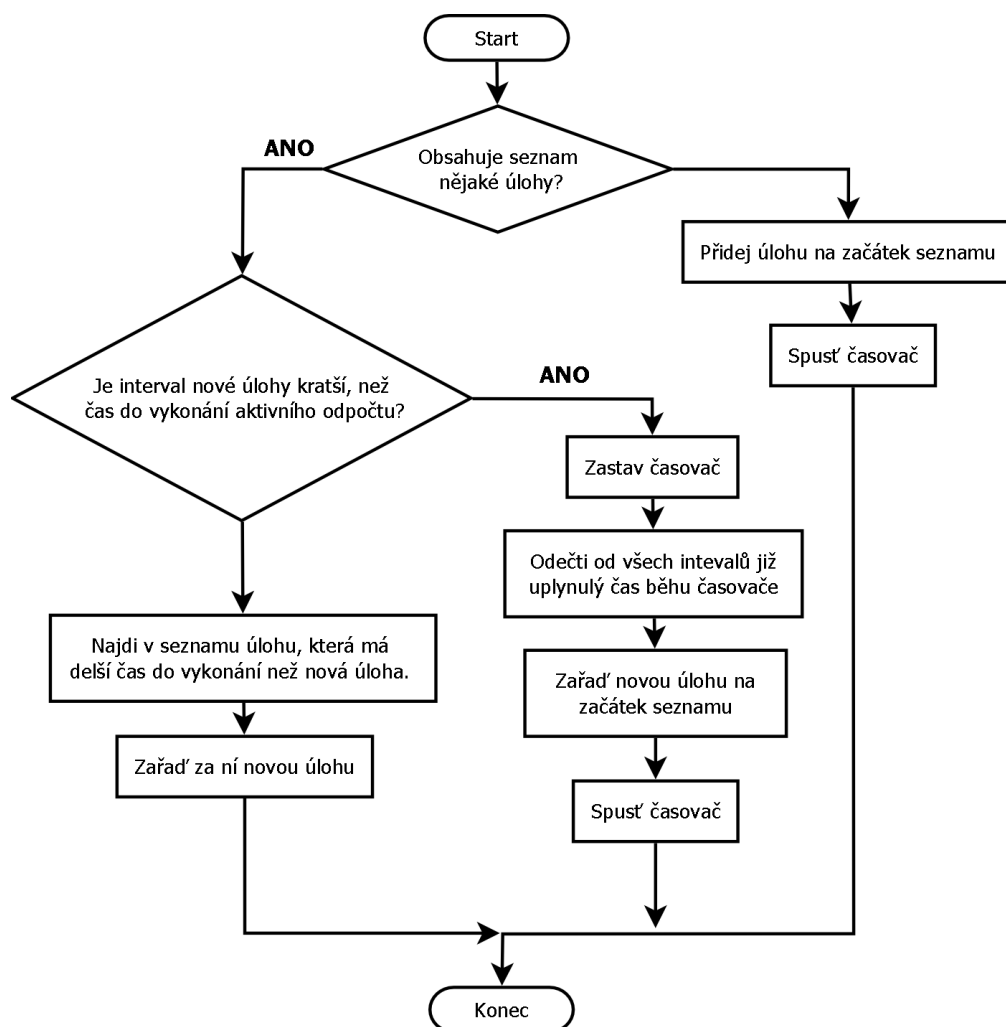 Start
ANO
Obsahuje seznam
nějaké úlohy?
Přidej úlohu na začátek seznamu
Spusť časovač
Je interval nové úlohy kratší, než
čas do vykonání aktivního odpočtu?
ANO
Zastav časovač
Odečti od všech intevalů již
uplynulý čas běhu časovače
Zařaď novou úlohu na
začátek seznamu
Spusť časovač
Najdi v seznamu úlohu, která má
delší čas do vykonání než nová úloha.
Zařaď za ní novou úlohu
Konec